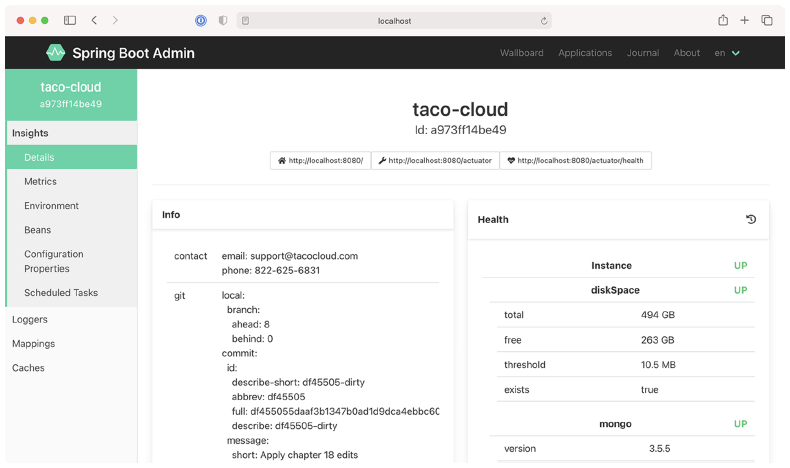 localhost
Spring Boot Admin
Wallboard Applications Journal About en
taco-cloud
a973ff14be49
Insights
Details
Metrics
Environment
Beans
Configuration
Properties
Scheduled Tasks
Loggers
Mappings
Caches
taco-cloud
Id: a973ff14be49
http://localhost:8080/ http://localhost:8080/actuator http://localhost:8080/actuator/health
Info
contact email: support@tacocloud.com
phone: 822-625-6831
git local:
branch:
ahead: 8
behind: 0
commit:
id:
describe-short: df45505-dirty
abbrev: df45505
full: df455055daaf3b1347b0ad1d9dca4ebbc60
describe: df45505-dirty
message:
short: Apply chapter 18 edits
Health
Instance UP
diskSpace UP
total 494 GB
free 263 GB
threshold 10.5 MB
exists true
mongo UP
version 3.5.5